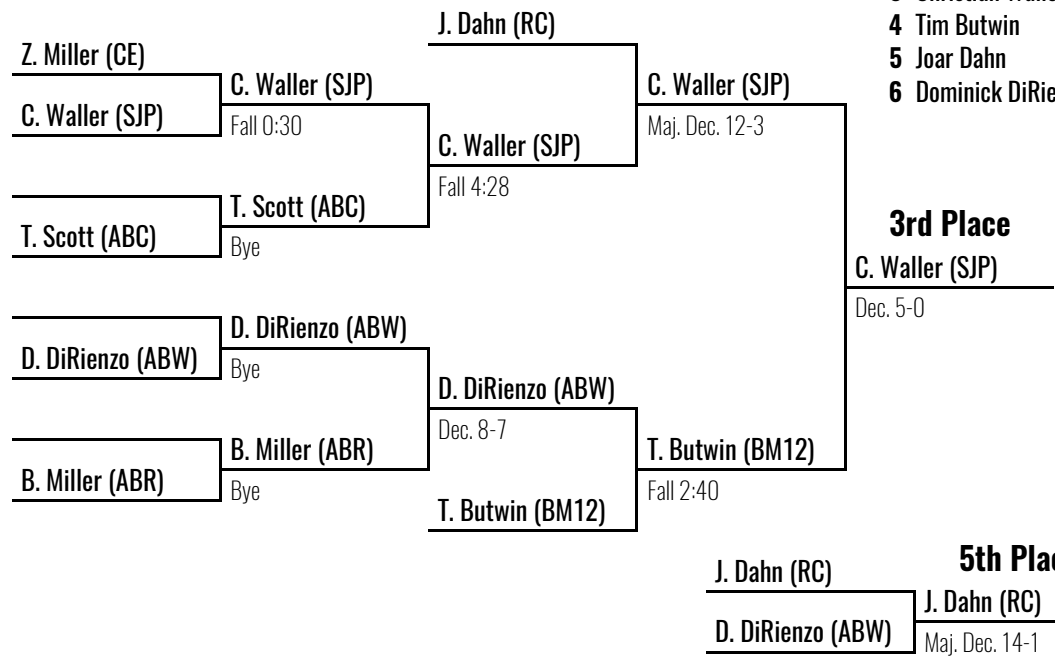 4 Tim Butwin
5 Joar Dahn
6 Dominick
J. Dahn (RC)
Z. Miller (CE)
C. Waller (SJP)
C. Waller (SJP)
C. Waller (SJP)
Fall 0:30
Maj. Dec. 12-3
C. Waller (SJP)
Fall 4:28
T. Scott (ABC)
T. Scott (ABC)
Bye
3rd Place
C. Waller (SJP)
Dec. 5-0
D. DiRienzo (ABW)
D. DiRienzo (ABW)
Bye
D. DiRienzo (ABW)
Dec. 8-7
B. Miller (ABR)
T. Butwin (BM12)
B. Miller (ABR)
Bye
Fall 2:40
T. Butwin (BM12)
5th
J. Dahn (RC)
J. Dahn (RC)
D. DiRienzo (ABW)
Maj. Dec. 14-1